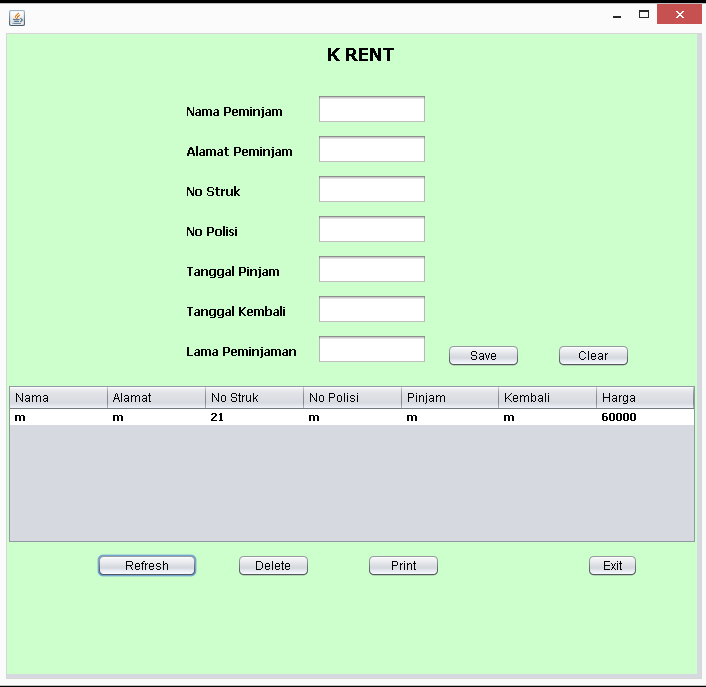 K RENT
Nama Peminjam
Alamat Peminjam
No Struk
No Polisi
Tanggal Pinjam
Tanggal Kembali
Lama Peminjaman
Save Clear
Nama Alamat No Struk No Polisi Pinjam Kembali Harga
m m 21 m m m 60000
Refresh Delete Print Exit